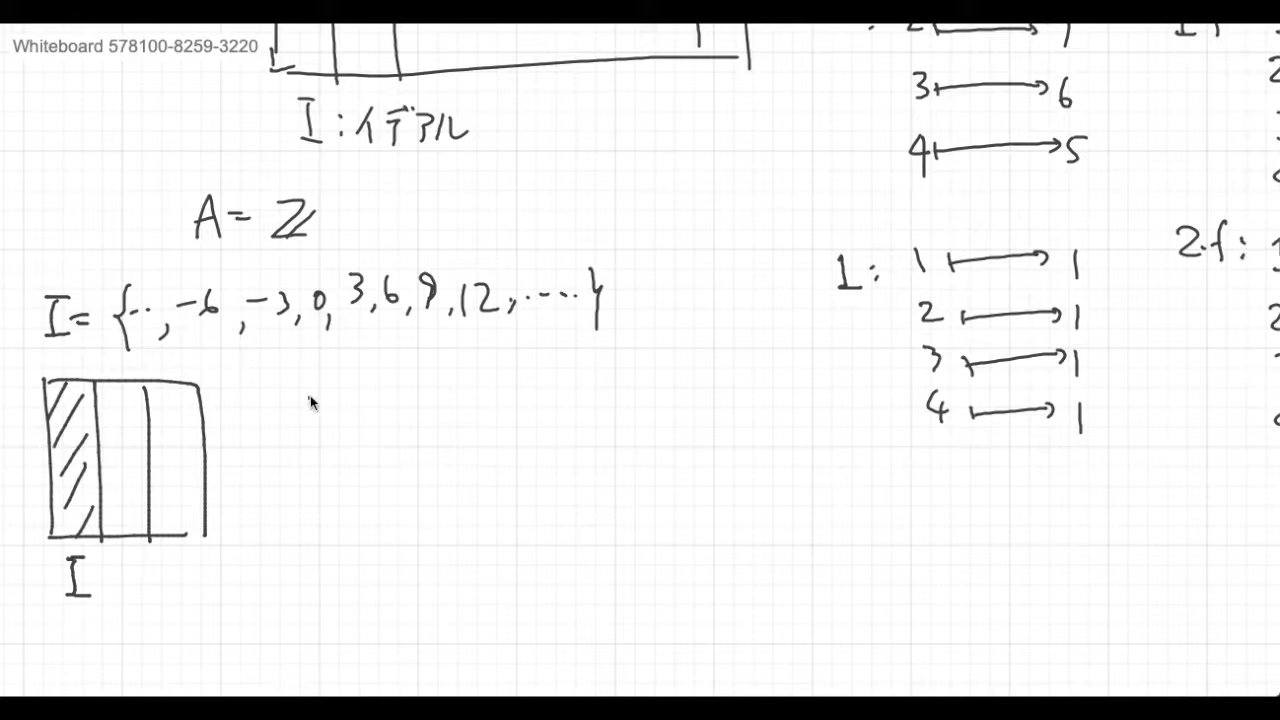 Whiteboard 578100-8259-3220
I : イデアル
A = ℤ
I = {‥, -6, -3, 0, 3, 6, 9, 12, ‥‥}
I
3 ↦ 6
4 ↦ 5
1 : 1 ↦ 1
2 ↦ 1
3 ↦ 1
4 ↦ 1
2·f :